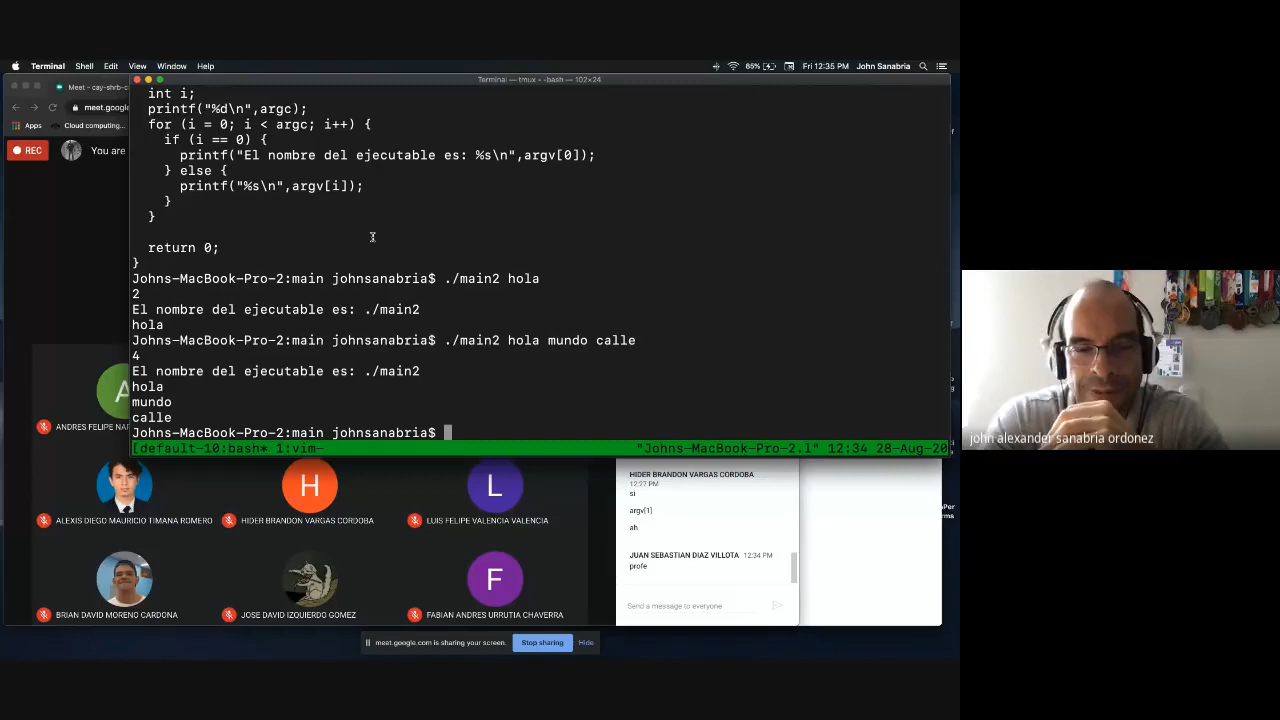 Terminal Shell Edit View Window Help
65% Fri 12:35 PM John Sanabria
Terminal — tmux - -bash — 102×24
Meet - cay-shrb-c
meet.google
Apps Cloud computing...
REC You are
int i;
printf("%d\n",argc);
for (i = 0; i < argc; i++) {
if (i == 0) {
printf("El nombre del ejecutable es: %s\n",argv[0]);
} else {
printf("%s\n",argv[i]);
}
}
return 0;
}
Johns-MacBook-Pro-2:main johnsanabria$ ./main2 hola
2
El nombre del ejecutable es: ./main2
hola
Johns-MacBook-Pro-2:main johnsanabria$ ./main2 hola mundo calle
4
El nombre del ejecutable es: ./main2
hola
mundo
calle
Johns-MacBook-Pro-2:main johnsanabria$
[default-10:bash* 1:vim- "Johns-MacBook-Pro-2.l" 12:34 28-Aug-20
john alexander sanabria ordonez
A
ANDRES FELIPE NAR
H
L
ALEXIS DIEGO MAURICIO TIMANA ROMERO
HIDER BRANDON VARGAS CORDOBA
LUIS FELIPE VALENCIA VALENCIA
F
BRIAN DAVID MORENO CARDONA
JOSE DAVID IZQUIERDO GOMEZ
FABIAN ANDRES URRUTIA CHAVERRA
HIDER BRANDON VARGAS CORDOBA
12:27 PM
si
argv[1]
ah
JUAN SEBASTIAN DIAZ VILLOTA 12:34 PM
profe
Send a message to everyone
meet.google.com is sharing your screen. Stop sharing Hide